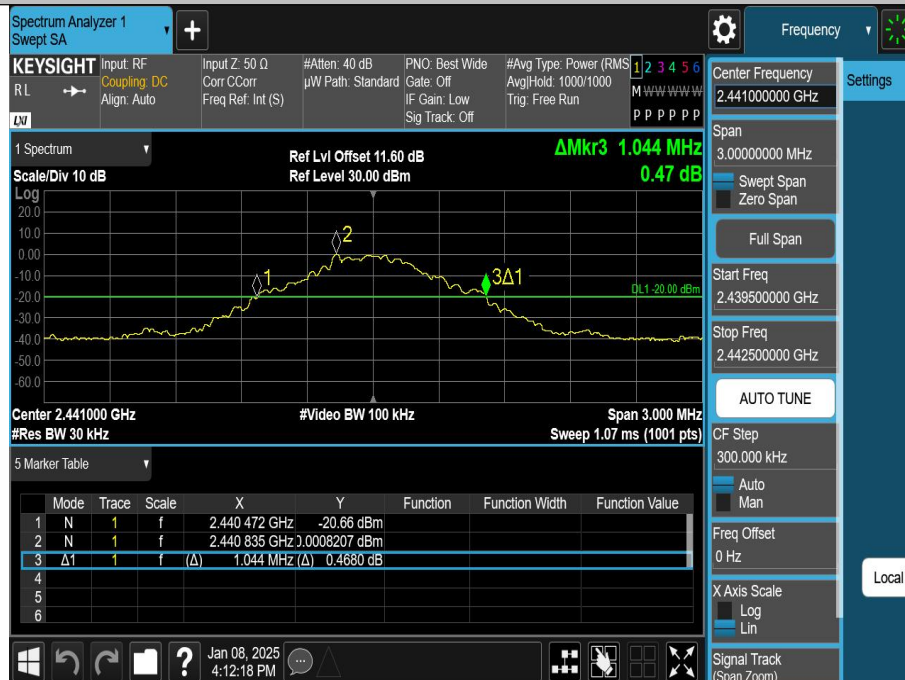 Spectrum Analyzer 1
Swept SA
+
Frequency
KEYSIGHT
RL
LXI
Input: RF
Coupling: DC
Align: Auto
Input Z: 50 Ω
Corr CCorr
Freq Ref: Int (S)
#Atten: 40 dB
µW Path: Standard
PNO: Best Wide
Gate: Off
IF Gain: Low
Sig Track: Off
#Avg Type: Power (RMS
Avg|Hold: 1000/1000
Trig: Free Run
1 2 3 4 5 6
M W W W W W
P P P P P P
1 Spectrum
Scale/Div 10 dB
Ref Lvl Offset 11.60 dB
Ref Level 30.00 dBm
ΔMkr3 1.044 MHz
0.47 dB
Log
20.0
10.0
0.00
-10.0
-20.0
-30.0
-40.0
-50.0
-60.0
1
2
3Δ1
DL1 -20.00 dBm
Center 2.441000 GHz
#Res BW 30 kHz
#Video BW 100 kHz
Span 3.000 MHz
Sweep 1.07 ms (1001 pts)
5 Marker Table
Mode Trace Scale X Y Function Function Width Function Value
1 N 1 f 2.440 472 GHz -20.66 dBm
2 N 1 f 2.440 835 GHz 0.0008207 dBm
3 Δ1 1 f (Δ) 1.044 MHz (Δ) 0.4680 dB
4
5
6
Jan 08, 2025
4:12:18 PM
?
Center Frequency
2.441000000 GHz
Span
3.00000000 MHz
Swept Span
Zero Span
Full Span
Start Freq
2.439500000 GHz
Stop Freq
2.442500000 GHz
AUTO TUNE
CF Step
300.000 kHz
Auto
Man
Freq Offset
0 Hz
X Axis Scale
Log
Lin
Signal Track
(Span Zoom)
Settings
Local